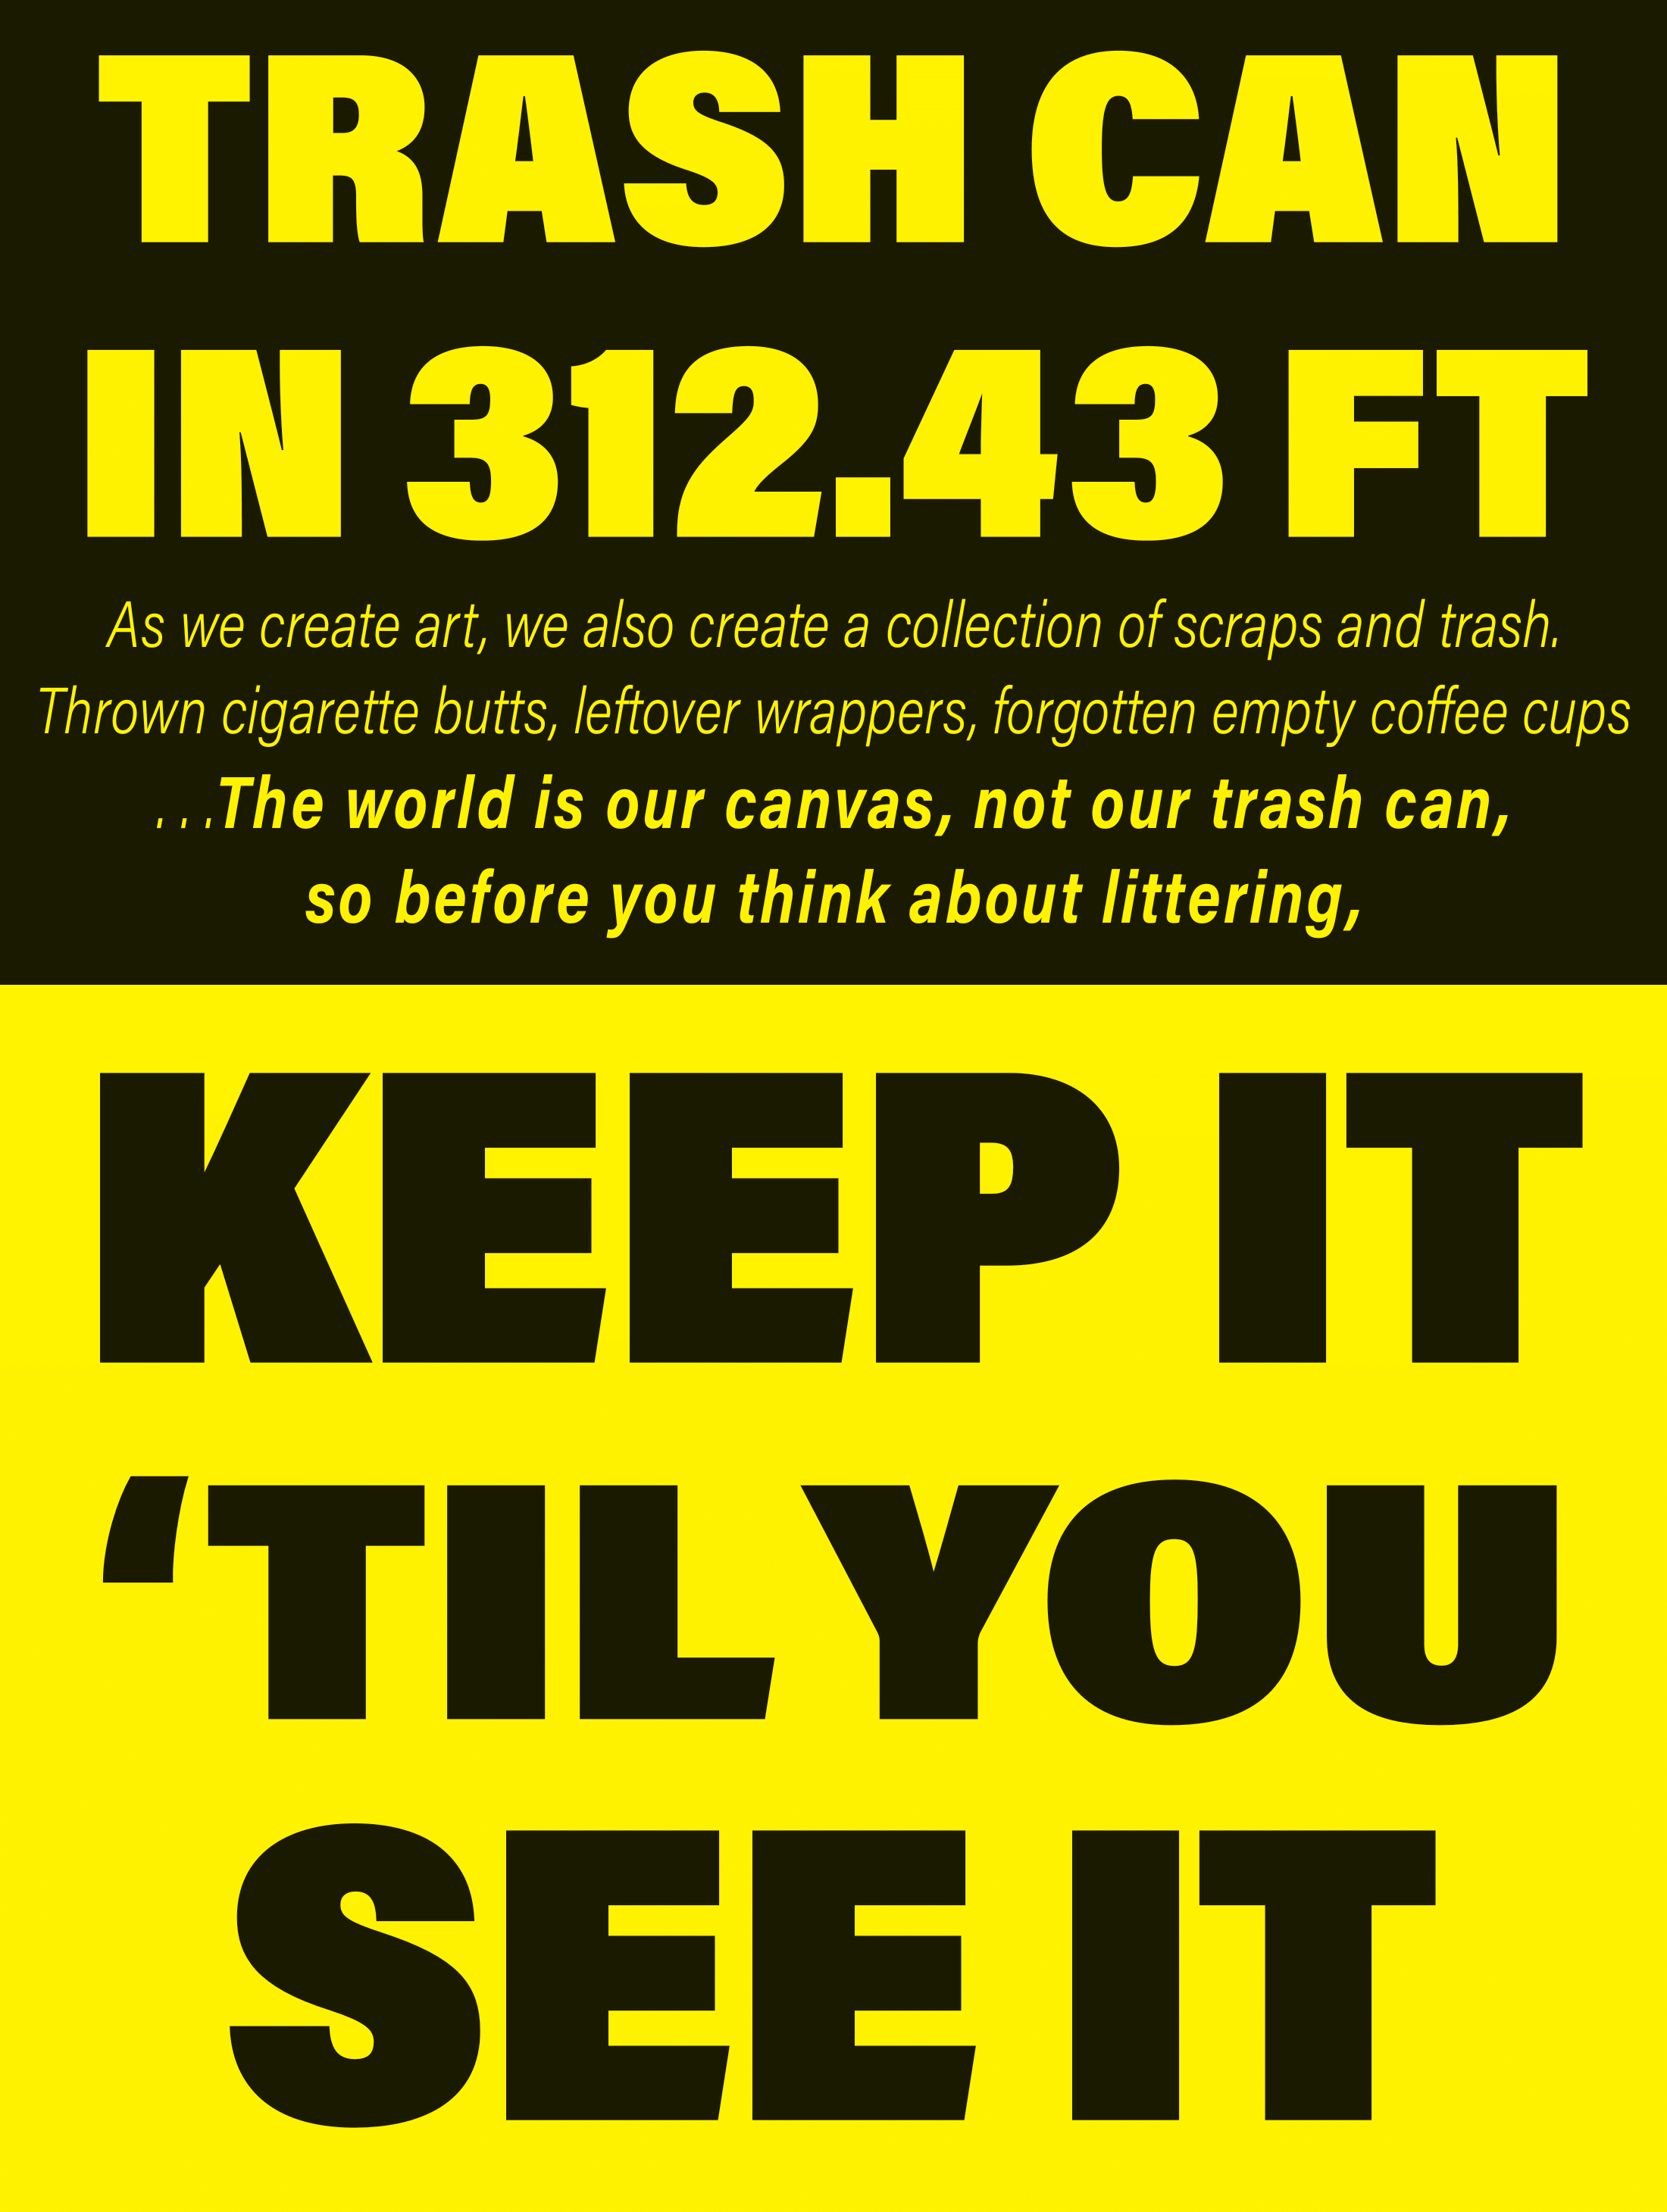 TRASH CAN
IN 312.43 FT
As we create art, we also create a collection of scraps and trash.
Thrown cigarette butts, leftover wrappers, forgotten empty coffee cups
...The world is our canvas, not our trash can,
so before you think about littering,
KEEP IT
‘TIL YOU
SEE IT